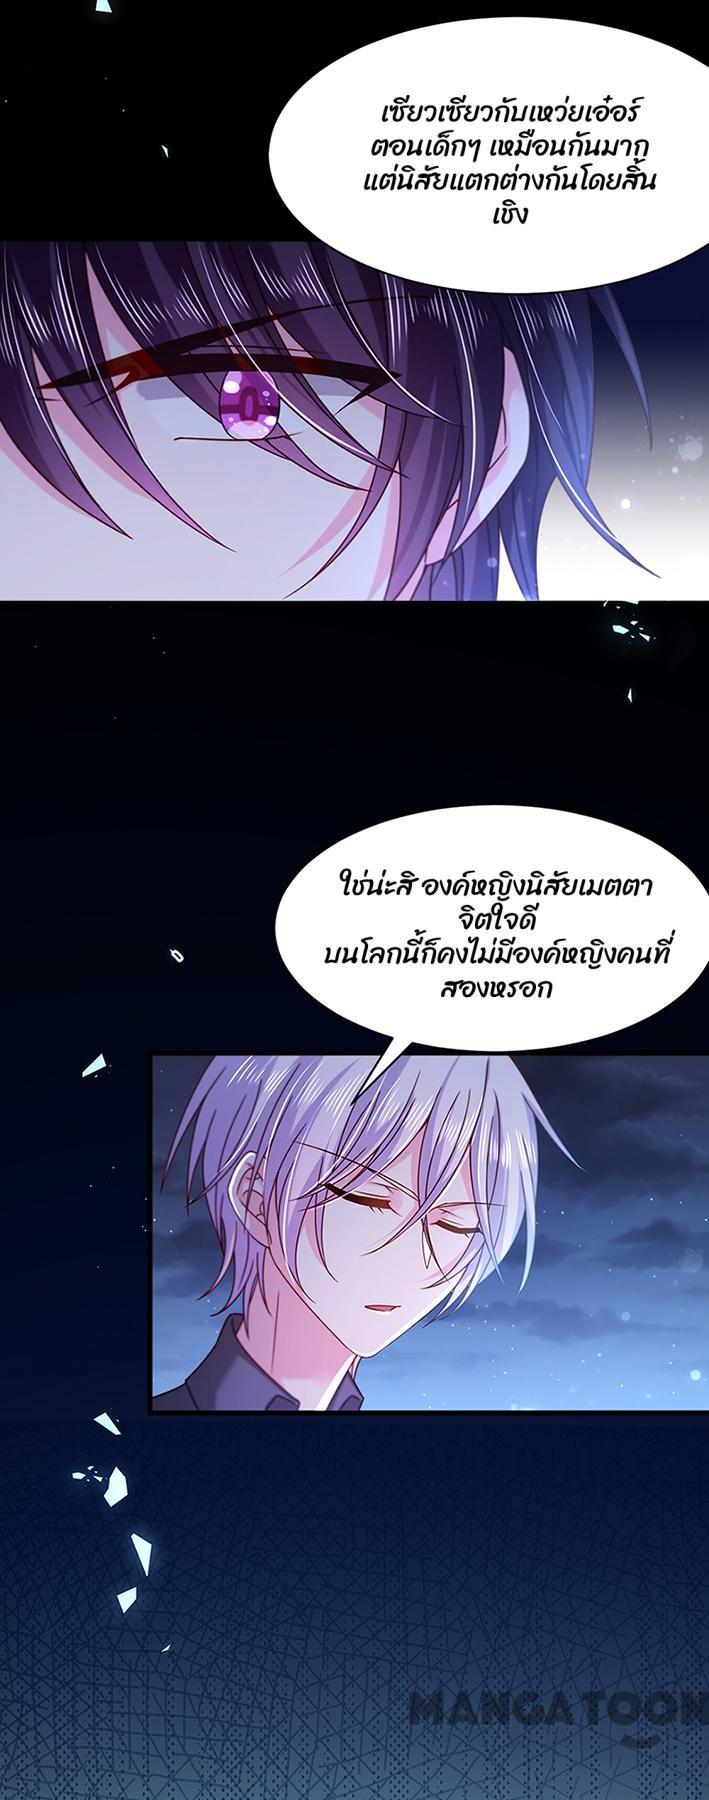 เซียวเซียวกับเหว่ยเอ๋อร์
ตอนเด็กๆ เหมือนกันมาก
แต่นิสัยแตกต่างกันโดยสิ้น
เชิง
ใช่น่ะสิ องค์หญิงนิสัยเมตตา
จิตใจดี
บนโลกนี้ก็คงไม่มีองค์หญิงคนที่
สองหรอก
MANGATOON